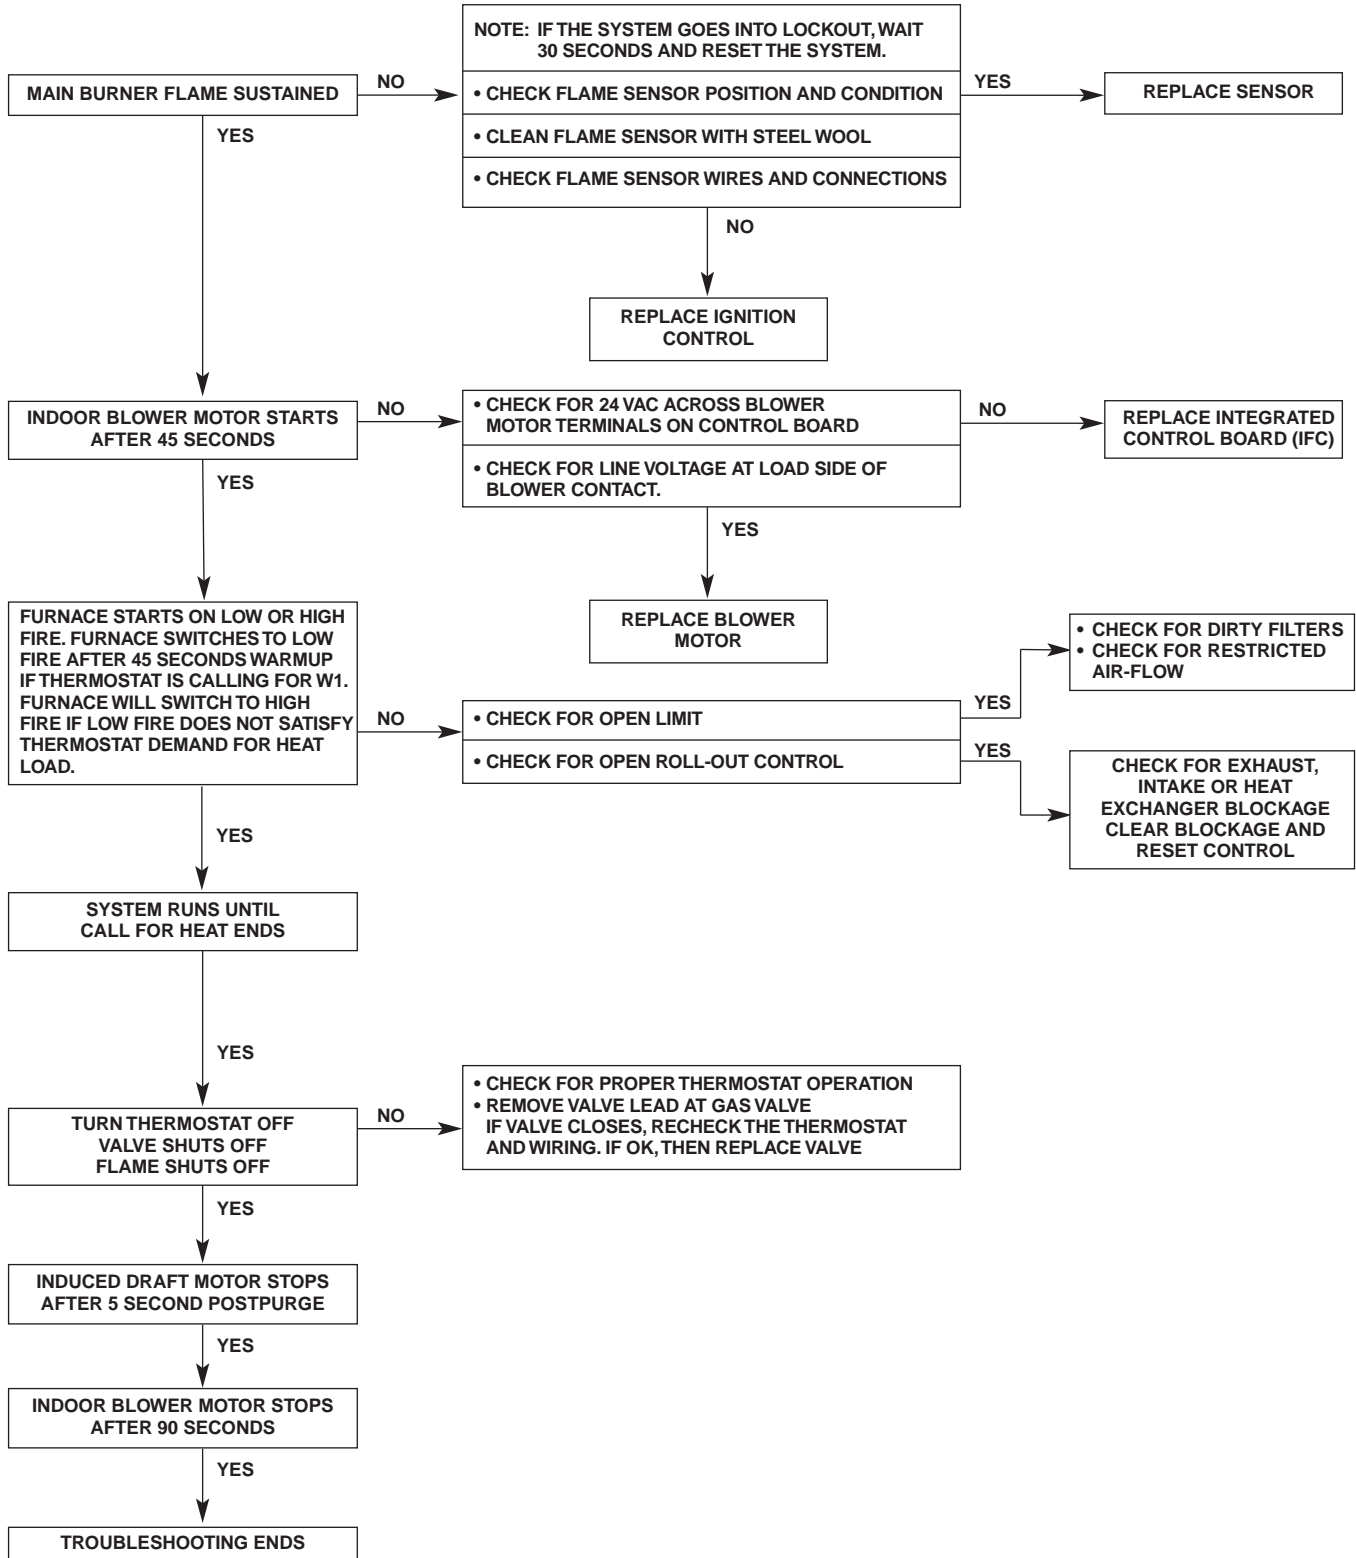 NOTE: IF THE SYSTEM GOES INTO LOCKOUT, WAIT
30 SECONDS AND RESET THE SYSTEM.
MAIN BURNER FLAME SUSTAINED
NO
• CHECK FLAME SENSOR POSITION AND CONDITION
YES
REPLACE SENSOR
YES
• CLEAN FLAME SENSOR WITH STEEL WOOL
• CHECK FLAME SENSOR WIRES AND CONNECTIONS
NO
REPLACE IGNITION
CONTROL
INDOOR BLOWER MOTOR STARTS
AFTER 45 SECONDS
NO
• CHECK FOR 24 VAC ACROSS BLOWER
MOTOR TERMINALS ON CONTROL BOARD
NO
REPLACE INTEGRATED
CONTROL BOARD (IFC)
YES
• CHECK FOR LINE VOLTAGE AT LOAD SIDE OF
BLOWER CONTACT.
YES
REPLACE BLOWER
MOTOR
FURNACE STARTS ON LOW OR HIGH
FIRE. FURNACE SWITCHES TO LOW
FIRE AFTER 45 SECONDS WARMUP
IF THERMOSTAT IS CALLING FOR W1.
FURNACE WILL SWITCH TO HIGH
FIRE IF LOW FIRE DOES NOT SATISFY
THERMOSTAT DEMAND FOR HEAT
LOAD.
NO
• CHECK FOR OPEN LIMIT
YES
• CHECK FOR DIRTY FILTERS
• CHECK FOR RESTRICTED
AIR-FLOW
• CHECK FOR OPEN ROLL-OUT CONTROL
YES
CHECK FOR EXHAUST,
INTAKE OR HEAT
EXCHANGER BLOCKAGE
CLEAR BLOCKAGE AND
RESET CONTROL
YES
SYSTEM RUNS UNTIL
CALL FOR HEAT ENDS
YES
TURN THERMOSTAT OFF
VALVE SHUTS OFF
FLAME SHUTS OFF
NO
• CHECK FOR PROPER THERMOSTAT OPERATION
• REMOVE VALVE LEAD AT GAS VALVE
IF VALVE CLOSES, RECHECK THE THERMOSTAT
AND WIRING. IF OK, THEN REPLACE VALVE
YES
INDUCED DRAFT MOTOR STOPS
AFTER 5 SECOND POSTPURGE
YES
INDOOR BLOWER MOTOR STOPS
AFTER 90 SECONDS
YES
TROUBLESHOOTING ENDS